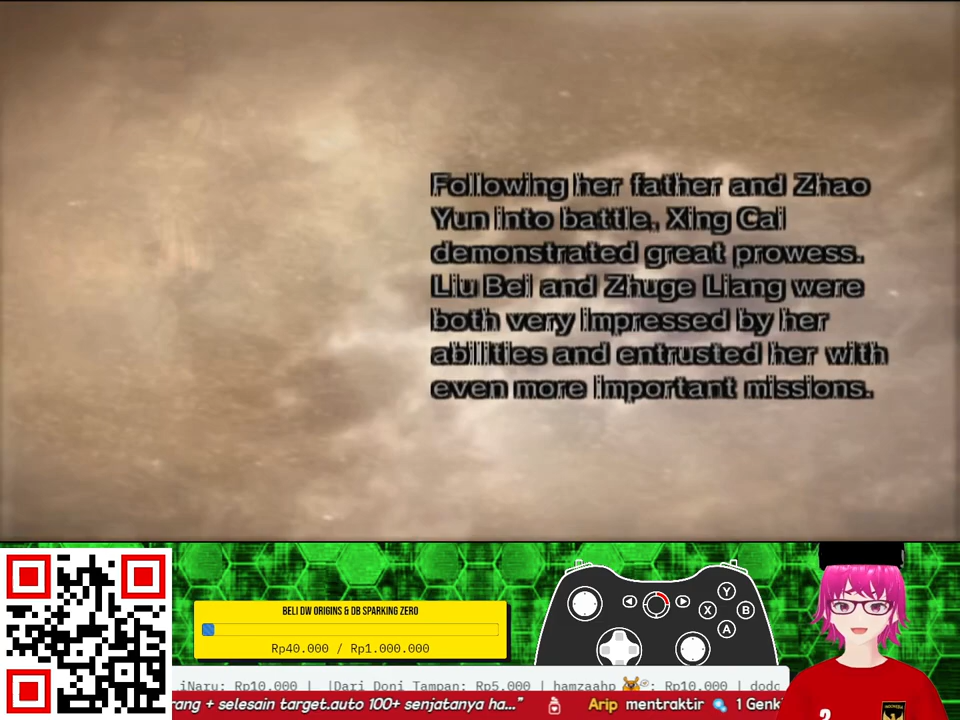 Following her father and Zhao
Yun into battle, Xing Cai
demonstrated great prowess.
Liu Bei and Zhuge Liang were
both very impressed by her
abilities and entrusted her with
even more important missions.
BELI DW ORIGINS & DB SPARKING ZERO
Rp40.000 / Rp1.000.000
Y
X
B
A
iNaru: Rp10.000 | |Dari Doni Tampan: Rp5.000 | hamzaahp : Rp10.000 | dodo
rang + selesain target.auto 100+ senjatanya ha..." Arip mentraktir 1 Genki
2